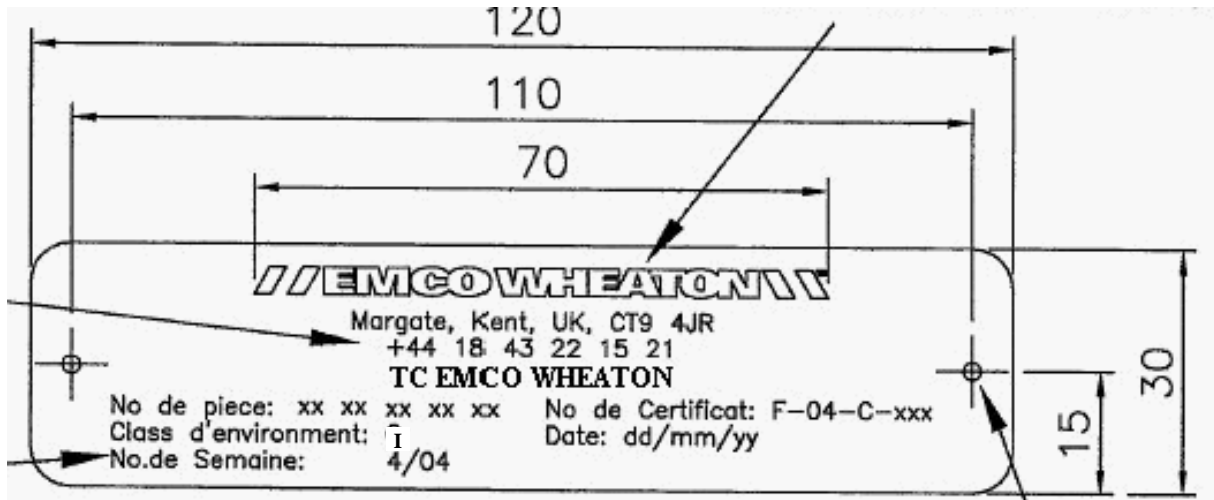 120
110
70
//EMCO WHEATON\\
Margate, Kent, UK, CT9 4JR
+44 18 43 22 15 21
TC EMCO WHEATON
No de piece: xx xx xx xx xx No de Certificat: F-04-C-xxx
Class d'environment: I Date: dd/mm/yy
No.de Semaine: 4/04
30
15